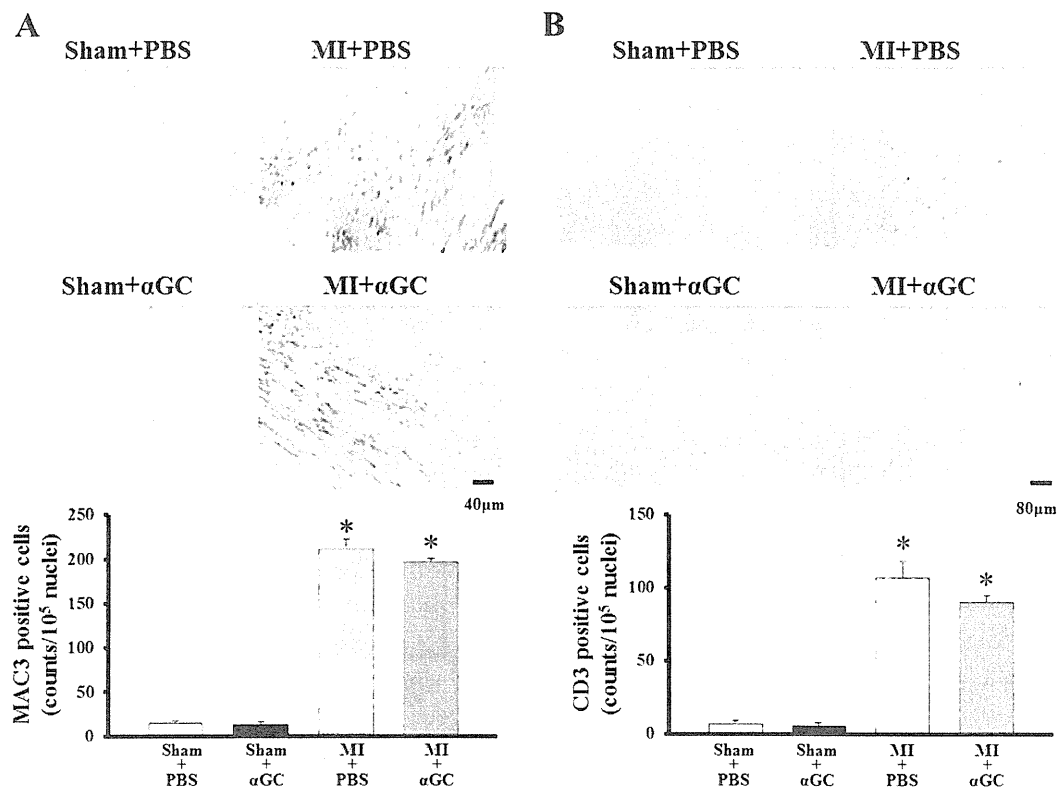 A
Sham+PBS MI+PBS
Sham+αGC MI+αGC
40μm
MAC3 positive cells
(counts/10⁵ nuclei)
250
200
150
100
50
0
* *
Sham + PBS
Sham + αGC
MI + PBS
MI + αGC
B
Sham+PBS MI+PBS
Sham+αGC MI+αGC
80μm
CD3 positive cells
(counts/10⁵ nuclei)
150
100
50
0
* *
Sham + PBS
Sham + αGC
MI + PBS
MI + αGC